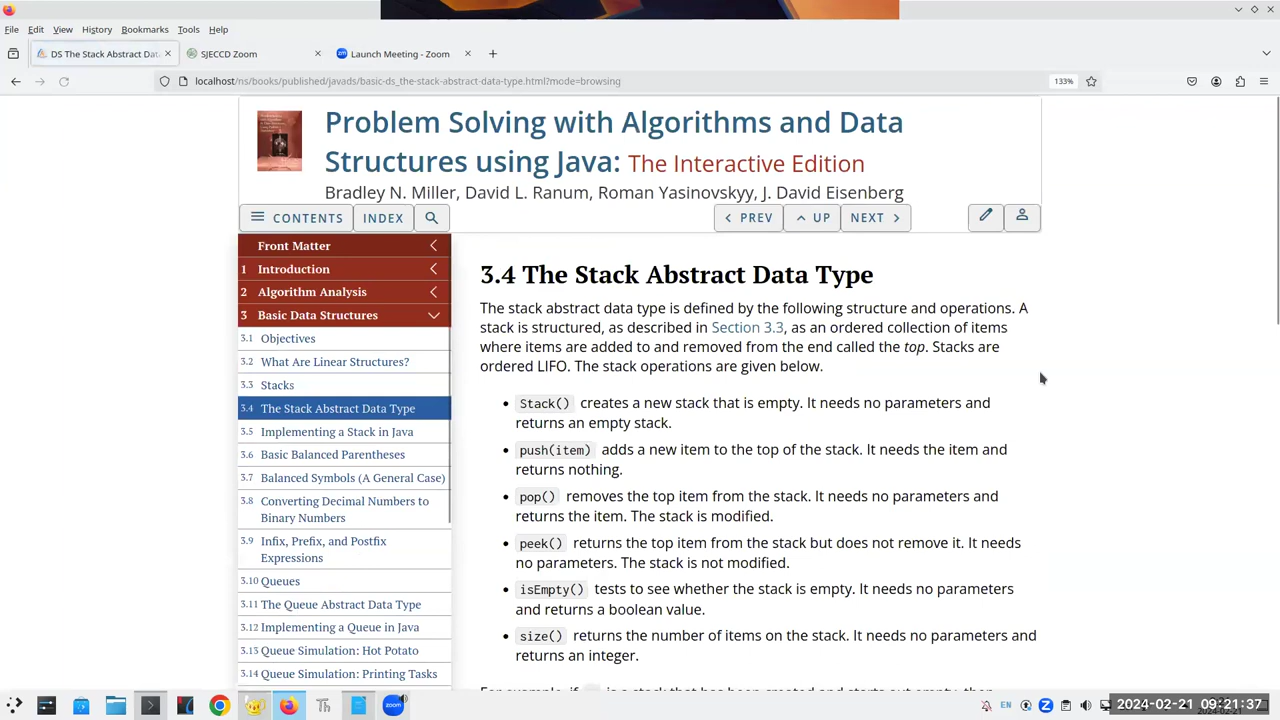 File Edit View History Bookmarks Tools Help
DS The Stack Abstract Dat
SJECCD Zoom
Launch Meeting - Zoom
localhost/ns/books/published/javads/basic-ds_the-stack-abstract-data-type.html?mode=browsing
133%
Problem Solving with Algorithms and Data
Structures using Java: The Interactive Edition
Bradley N. Miller, David L. Ranum, Roman Yasinovskyy, J. David Eisenberg
CONTENTS INDEX PREV UP NEXT
Front Matter
1 Introduction
2 Algorithm Analysis
3 Basic Data Structures
3.1 Objectives
3.2 What Are Linear Structures?
3.3 Stacks
3.4 The Stack Abstract Data Type
3.5 Implementing a Stack in Java
3.6 Basic Balanced Parentheses
3.7 Balanced Symbols (A General Case)
3.8 Converting Decimal Numbers to
Binary Numbers
3.9 Infix, Prefix, and Postfix
Expressions
3.10 Queues
3.11 The Queue Abstract Data Type
3.12 Implementing a Queue in Java
3.13 Queue Simulation: Hot Potato
3.14 Queue Simulation: Printing Tasks
3.4 The Stack Abstract Data Type
The stack abstract data type is defined by the following structure and operations. A
stack is structured, as described in Section 3.3, as an ordered collection of items
where items are added to and removed from the end called the top. Stacks are
ordered LIFO. The stack operations are given below.
• Stack() creates a new stack that is empty. It needs no parameters and
returns an empty stack.
• push(item) adds a new item to the top of the stack. It needs the item and
returns nothing.
• pop() removes the top item from the stack. It needs no parameters and
returns the item. The stack is modified.
• peek() returns the top item from the stack but does not remove it. It needs
no parameters. The stack is not modified.
• isEmpty() tests to see whether the stack is empty. It needs no parameters
and returns a boolean value.
• size() returns the number of items on the stack. It needs no parameters and
returns an integer.
For example, if is a stack that has been created and starts out empty, then
Th
zoom
EN
2024-02-21 09:21:37